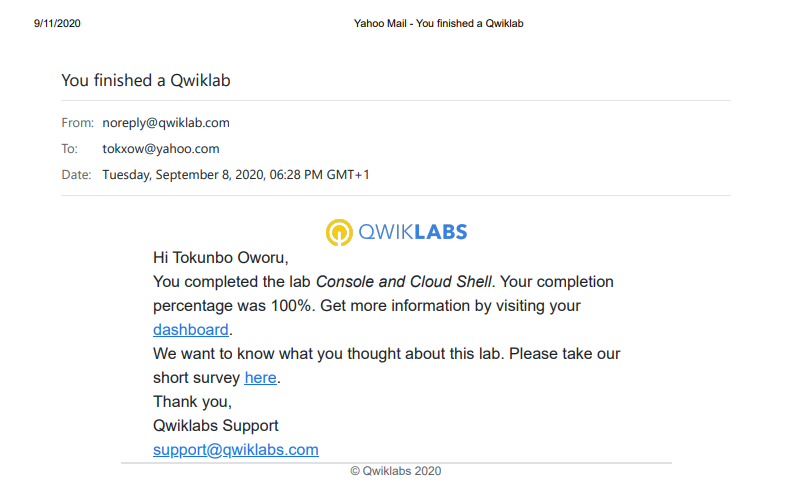 9/11/2020 Yahoo Mail - You finished a Qwiklab
You finished a Qwiklab
From: noreply@qwiklab.com
To: tokxow@yahoo.com
Date: Tuesday, September 8, 2020, 06:28 PM GMT+1
QWIKLABS
Hi Tokunbo Oworu,
You completed the lab Console and Cloud Shell. Your completion
percentage was 100%. Get more information by visiting your
dashboard.
We want to know what you thought about this lab. Please take our
short survey here.
Thank you,
Qwiklabs Support
support@qwiklabs.com
© Qwiklabs 2020